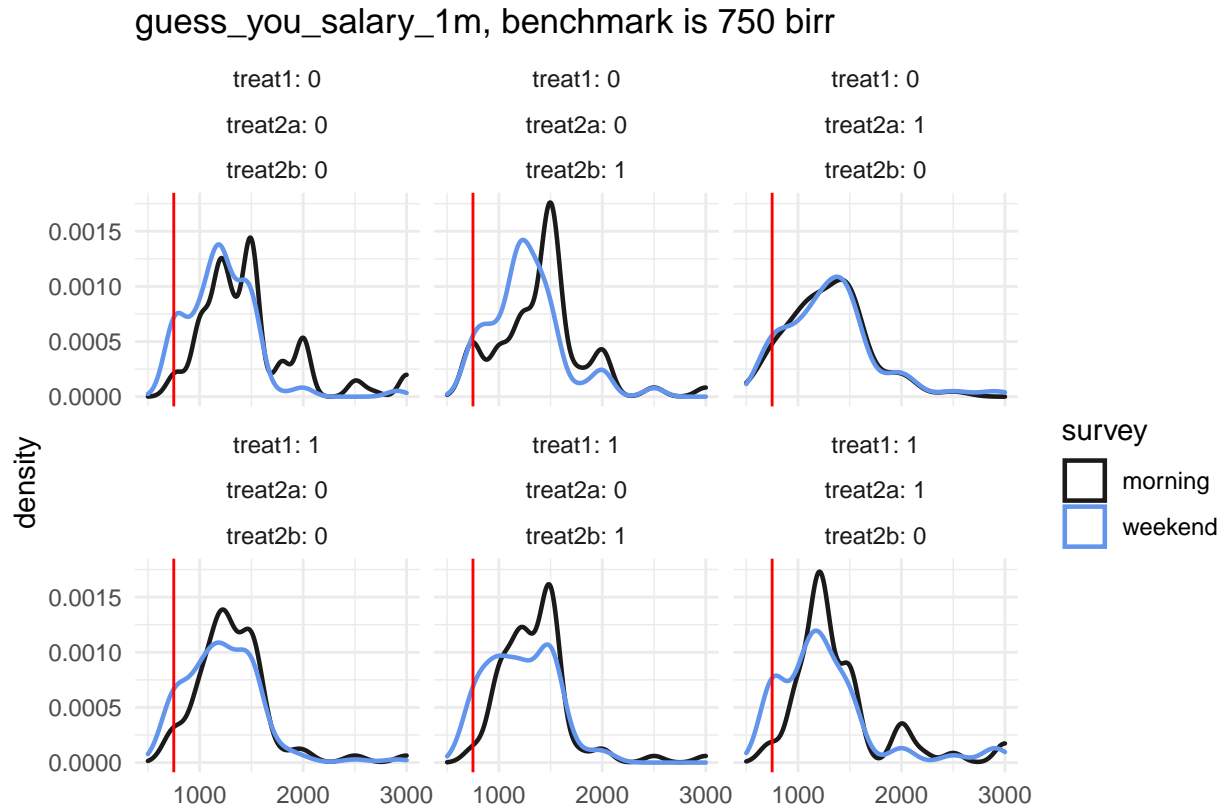 guess_you_salary_1m, benchmark is 750 birr
treat1: 0 treat1: 0 treat1: 0
treat2a: 0 treat2a: 0 treat2a: 1
treat2b: 0 treat2b: 1 treat2b: 0
0.0015
0.0010
0.0005
0.0000
treat1: 1 treat1: 1 treat1: 1
treat2a: 0 treat2a: 0 treat2a: 1
treat2b: 0 treat2b: 1 treat2b: 0
0.0015
0.0010
0.0005
0.0000
density
1000 2000 3000 1000 2000 3000 1000 2000 3000
survey
morning
weekend